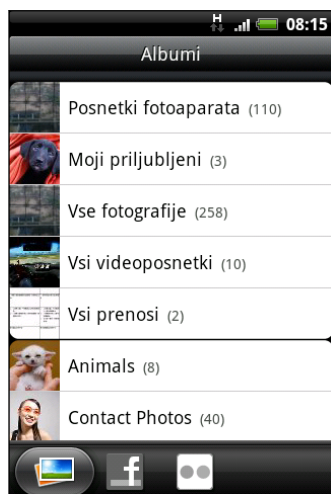 H 08:15
Albumi
Posnetki fotoaparata (110)
Moji priljubljeni (3)
Vse fotografije (258)
Vsi videoposnetki (10)
Vsi prenosi (2)
Animals (8)
Contact Photos (40)
f